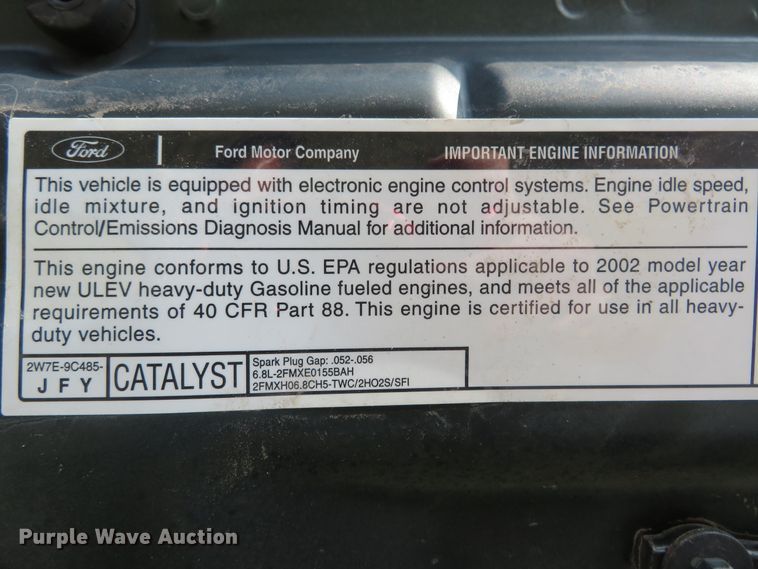 Ford Ford Motor Company IMPORTANT ENGINE INFORMATION
This vehicle is equipped with electronic engine control systems. Engine idle speed,
idle mixture, and ignition timing are not adjustable. See Powertrain
Control/Emissions Diagnosis Manual for additional information.
This engine conforms to U.S. EPA regulations applicable to 2002 model year
new ULEV heavy-duty Gasoline fueled engines, and meets all of the applicable
requirements of 40 CFR Part 88. This engine is certified for use in all heavy-
duty vehicles.
2W7E-9C485-
JFY
CATALYST
Spark Plug Gap: .052-.056
6.8L-2FMXE0155BAH
2FMXH06.8CH5-TWC/2HO2S/SFI
Purple Wave Auction